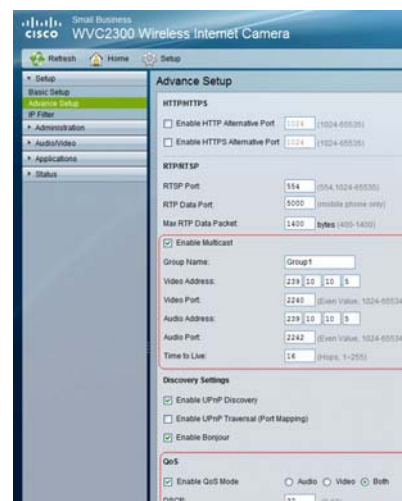 Small Business
cisco WVC2300 Wireless Internet Camera
Refresh Home Setup
Setup
Basic Setup
Advance Setup
IP Filter
Administration
Audio/Video
Applications
Status
Advance Setup
HTTP/HTTPS
Enable HTTP Alternative Port 1024 (1024-65535)
Enable HTTPS Alternative Port 1024 (1024-65535)
RTP/RTSP
RTSP Port: 554 (554,1024-65535)
RTP Data Port: 5000 (mobile phone only)
Max RTP Data Packet: 1400 bytes (400-1400)
Enable Multicast
Group Name: Group1
Video Address: 239 10 10 5
Video Port: 2240 (Even Value, 1024-65534
Audio Address: 239 10 10 5
Audio Port: 2242 (Even Value, 1024-65534
Time to Live: 16 (Hops, 1~255)
Discovery Settings
Enable UPnP Discovery
Enable UPnP Traversal (Port Mapping)
Enable Bonjour
QoS
Enable QoS Mode Audio Video Both
DSCP: